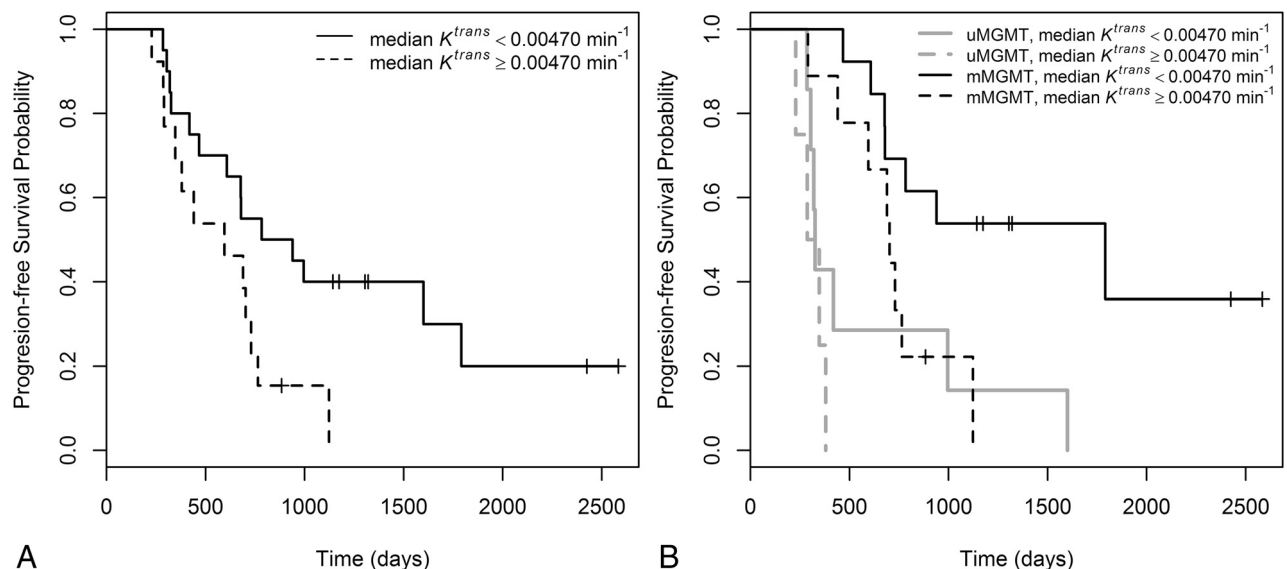 median K^trans < 0.00470 min^-1
median K^trans ≥ 0.00470 min^-1
Progresion-free Survival Probability
1.0
0.8
0.6
0.4
0.2
0.0
0 500 1000 1500 2000 2500
Time (days)
A
uMGMT, median K^trans < 0.00470 min^-1
uMGMT, median K^trans ≥ 0.00470 min^-1
mMGMT, median K^trans < 0.00470 min^-1
mMGMT, median K^trans ≥ 0.00470 min^-1
Progresion-free Survival Probability
1.0
0.8
0.6
0.4
0.2
0.0
0 500 1000 1500 2000 2500
Time (days)
B